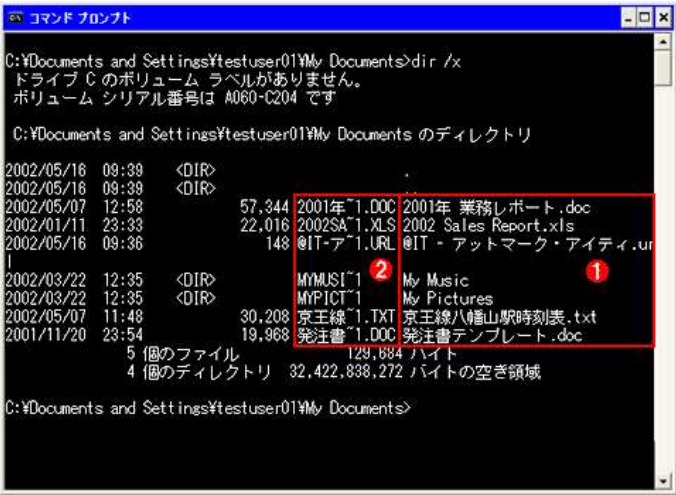 コマンド プロンプト
C:¥Documents and Settings¥testuser01¥My Documents>dir /x
ドライブ C のボリューム ラベルがありません。
ボリューム シリアル番号は A060-C204 です
C:¥Documents and Settings¥testuser01¥My Documents のディレクトリ
2002/05/16 09:39 <DIR> .
2002/05/16 09:39 <DIR> ..
2002/05/07 12:58 57,344 2001年~1.DOC 2001年 業務レポート.doc
2002/01/11 23:33 22,016 2002SA~1.XLS 2002 Sales Report.xls
2002/05/16 09:36 148 @IT-ア~1.URL @IT - アットマーク・アイティ.ur
l
2002/03/22 12:35 <DIR> MYMUSI~1 My Music
2002/03/22 12:35 <DIR> MYPICT~1 My Pictures
2002/05/07 11:48 30,208 京王線~1.TXT 京王線八幡山駅時刻表.txt
2001/11/20 23:54 19,968 発注書~1.DOC 発注書テンプレート.doc
5 個のファイル 129,684 バイト
4 個のディレクトリ 32,422,838,272 バイトの空き領域
C:¥Documents and Settings¥testuser01¥My Documents>
2
1